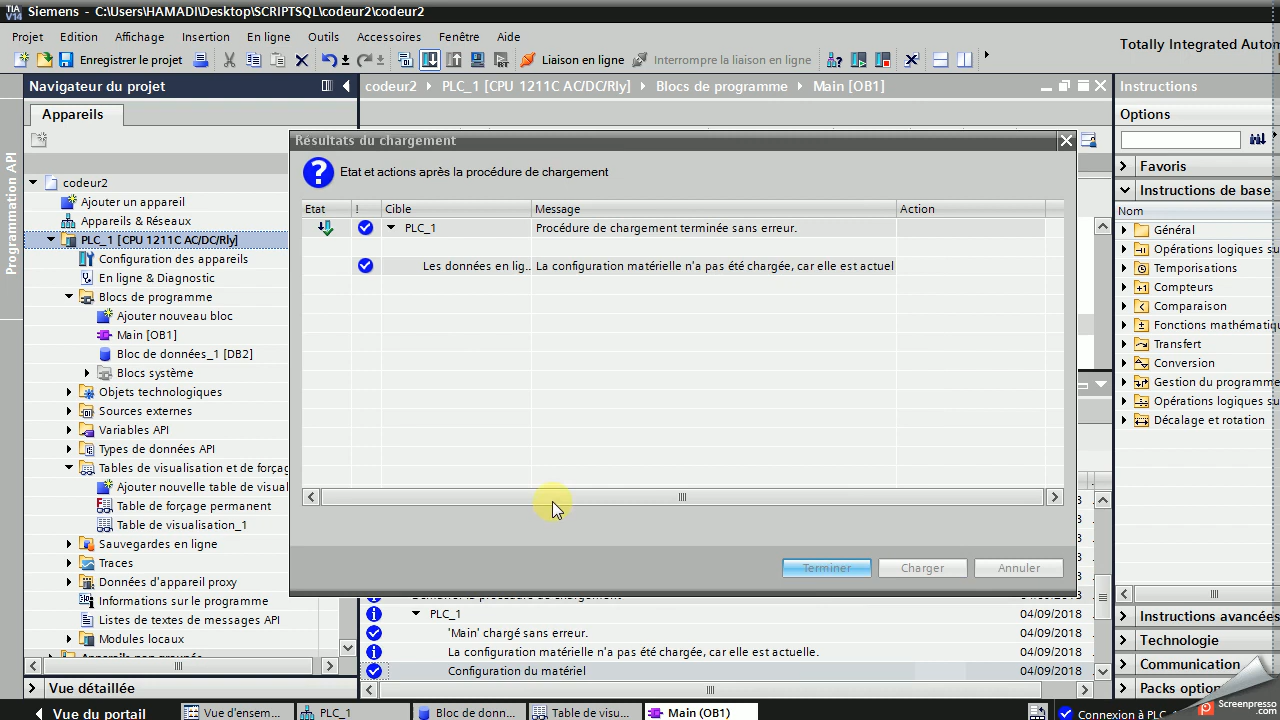 TIA V14
Siemens - C:\Users\HAMADI\Desktop\SCRIPTSQL\codeur2\codeur2
Projet Edition Affichage Insertion En ligne Outils Accessoires Fenêtre Aide
Enregistrer le projet
Liaison en ligne
Interrompre la liaison en ligne
Totally Integrated Autom
Navigateur du projet
Appareils
Programmation API
codeur2
Ajouter un appareil
Appareils & Réseaux
PLC_1 [CPU 1211C AC/DC/Rly]
Configuration des appareils
En ligne & Diagnostic
Blocs de programme
Ajouter nouveau bloc
Main [OB1]
Bloc de données_1 [DB2]
Blocs système
Objets technologiques
Sources externes
Variables API
Types de données API
Tables de visualisation et de forçag
Ajouter nouvelle table de visual
Table de forçage permanent
Table de visualisation_1
Sauvegardes en ligne
Traces
Données d'appareil proxy
Informations sur le programme
Listes de textes de messages API
Modules locaux
Vue détaillée
codeur2 PLC_1 [CPU 1211C AC/DC/Rly] Blocs de programme Main [OB1]
Résultats du chargement
Etat et actions après la procédure de chargement
Etat ! Cible Message Action
PLC_1 Procédure de chargement terminée sans erreur.
Les données en lig.. La configuration matérielle n'a pas été chargée, car elle est actuel
Terminer Charger Annuler
PLC_1 04/09/2018
'Main' chargé sans erreur. 04/09/2018
La configuration matérielle n'a pas été chargée, car elle est actuelle. 04/09/2018
Configuration du matériel 04/09/2018
Instructions
Options
Favoris
Instructions de base
Nom
Général
Opérations logiques su
Temporisations
Compteurs
Comparaison
Fonctions mathématiqu
Transfert
Conversion
Gestion du programme
Opérations logiques su
Décalage et rotation
Instructions avancées
Technologie
Communication
Packs option
Vue du portail
Vue d'ensem... PLC_1 Bloc de donn... Table de visu... Main (OB1)
Connexion à PLC_
Screenpresso
.com